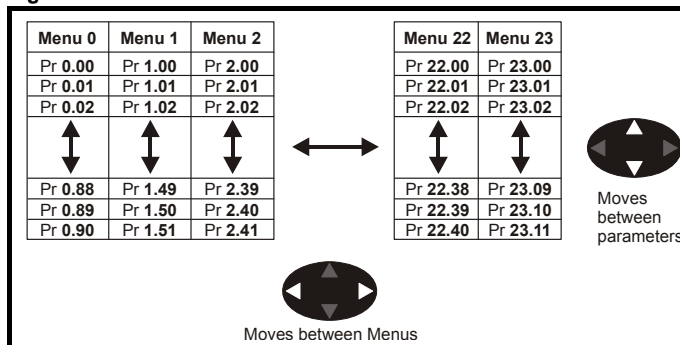 Menu 0 Menu 1 Menu 2 Menu 22 Menu 23
Pr 0.00 Pr 1.00 Pr 2.00 Pr 22.00 Pr 23.00
Pr 0.01 Pr 1.01 Pr 2.01 Pr 22.01 Pr 23.01
Pr 0.02 Pr 1.02 Pr 2.02 Pr 22.02 Pr 23.02
Pr 0.88 Pr 1.49 Pr 2.39 Pr 22.38 Pr 23.09
Pr 0.89 Pr 1.50 Pr 2.40 Pr 22.39 Pr 23.10
Pr 0.90 Pr 1.51 Pr 2.41 Pr 22.40 Pr 23.11
Moves
between
parameters
Moves between Menus